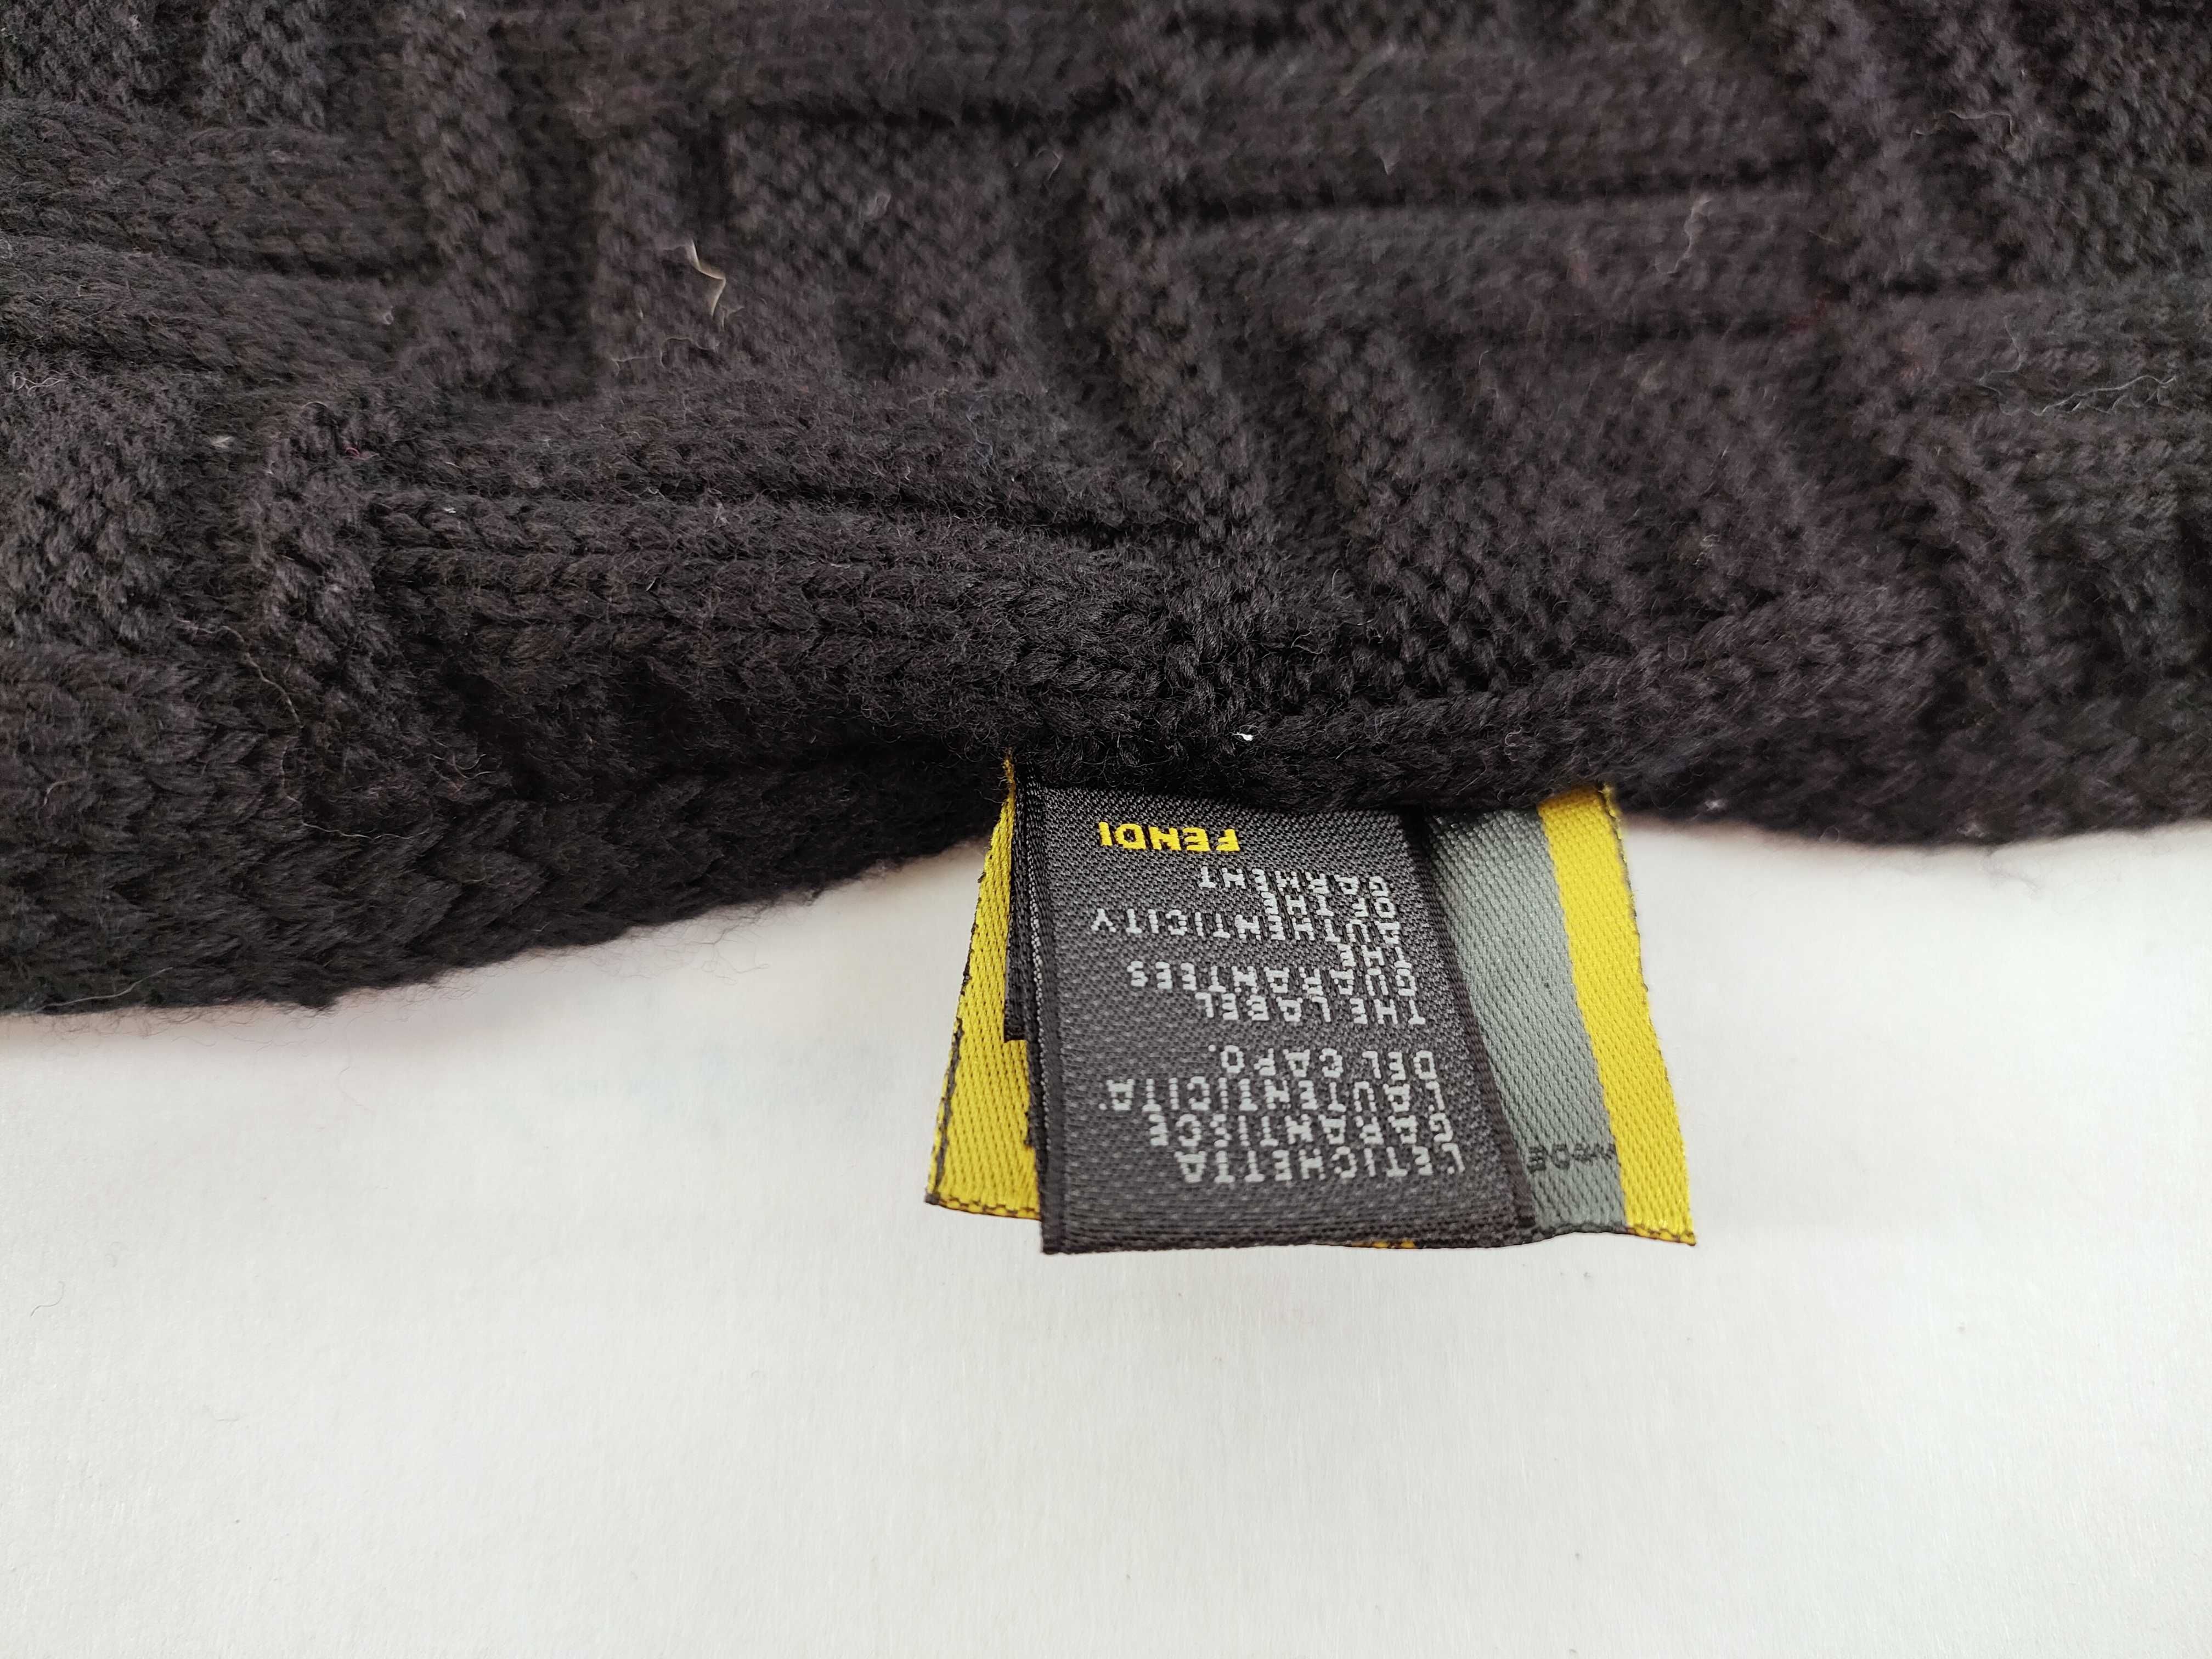 L'ETICHETTA
GARANTISCE
L'AUTENTICITA'
DEL CAPO.
THE LABEL
GUARANTEES
THE
AUTHENTICITY
OF THE
GARMENT
FENDI